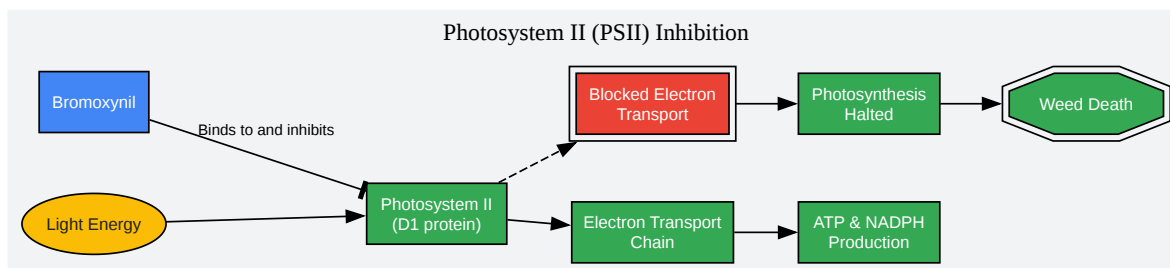 Photosystem II (PSII) Inhibition
Bromoxynil
Binds to and inhibits
Blocked Electron
Transport
Photosynthesis
Halted
Weed Death
Light Energy
Photosystem II
(D1 protein)
Electron Transport
Chain
ATP & NADPH
Production